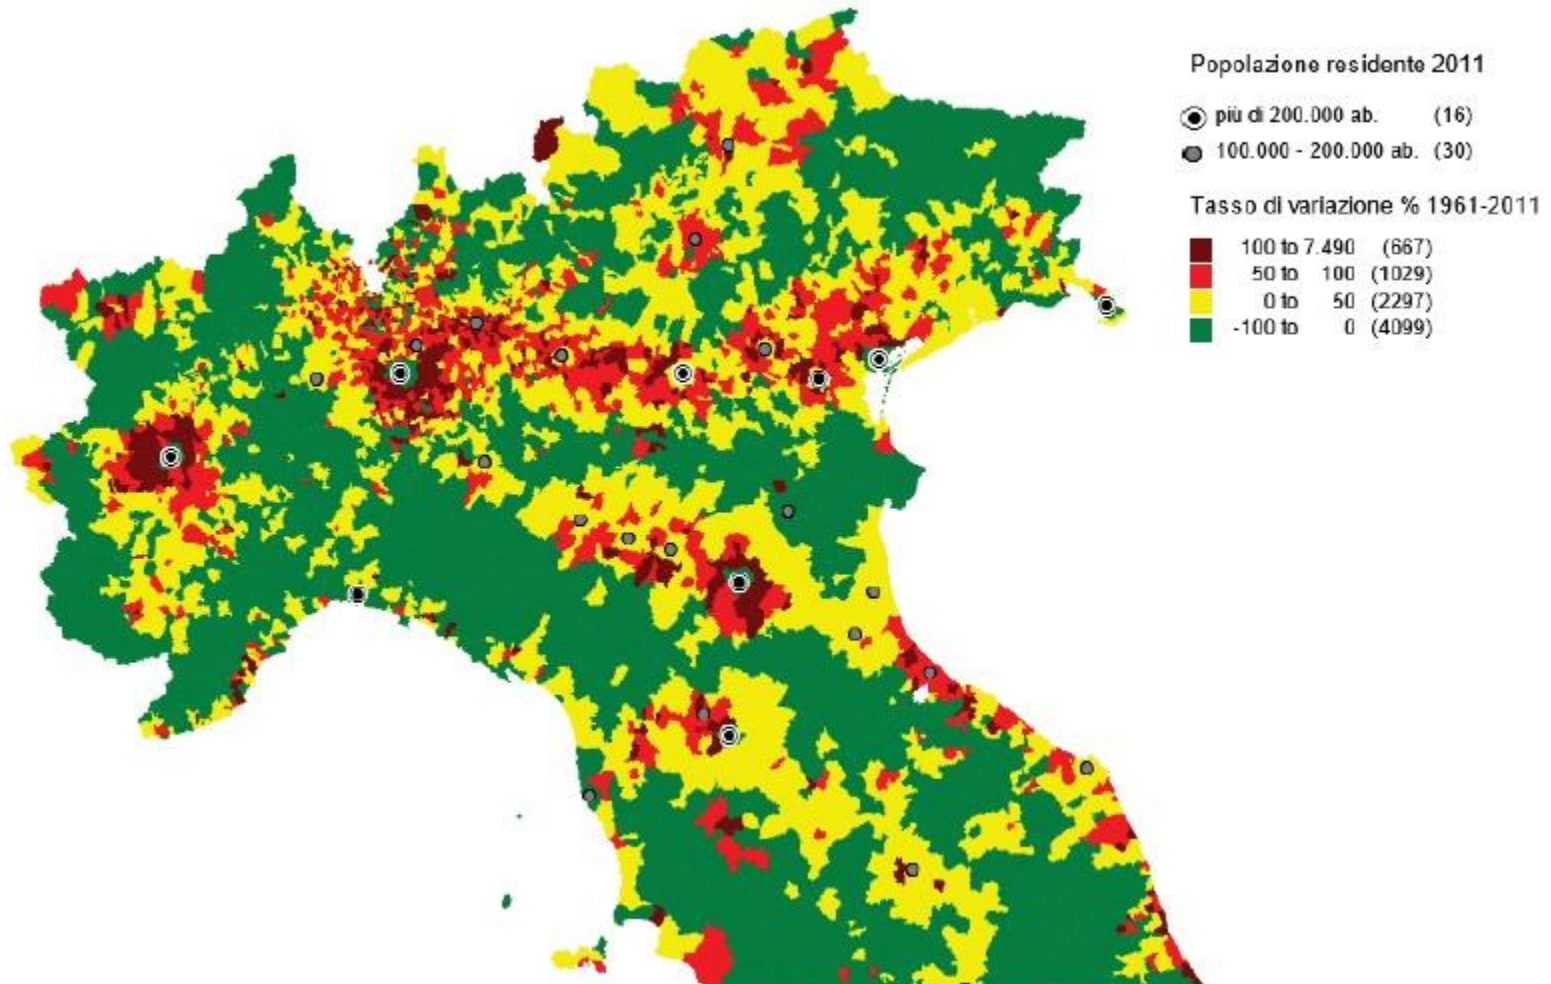 Popolazione residente 2011
più di 200.000 ab. (16)
100.000 - 200.000 ab. (30)
Tasso di variazione % 1961-2011
100 to 7.490 (667)
50 to 100 (1029)
0 to 50 (2297)
-100 to 0 (4099)